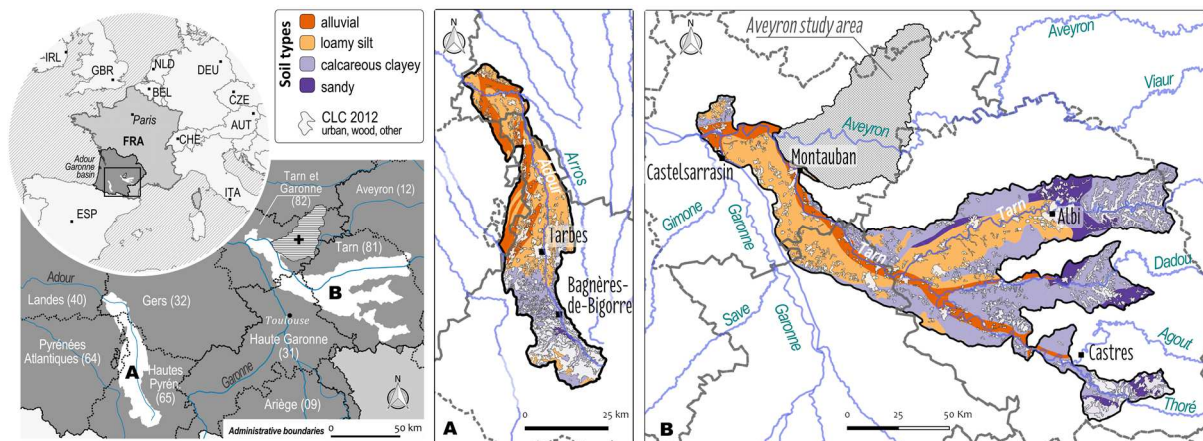 IRL
GBR
NLD
BEL
DEU
CZE
AUT
CHE
Paris
FRA
Adour
Garonne
basin
ITA
ESP
Soil types
alluvial
loamy silt
calcareous clayey
sandy
CLC 2012
urban, wood, other
Tarn et
Garonne
(82)
Aveyron (12)
Tarn (81)
B
Adour
Landes (40)
Gers (32)
Toulouse
Haute Garonne
(31)
Pyrénées
Atlantiques (64)
A
Hautes
Pyrén
(65)
Garonne
Ariège (09)
N
Administrative boundaries
50 km
N
Adour
Arros
Tarbes
Bagnères-
de-Bigorre
A
25 km
N
Aveyron study area
Aveyron
Viaur
Aveyron
Montauban
Castelsarrasin
Gimone
Garonne
Tarn
Albi
Tarn
Dadou
Save
Garonne
Agout
Castres
Thoré
B
0
25
50 km